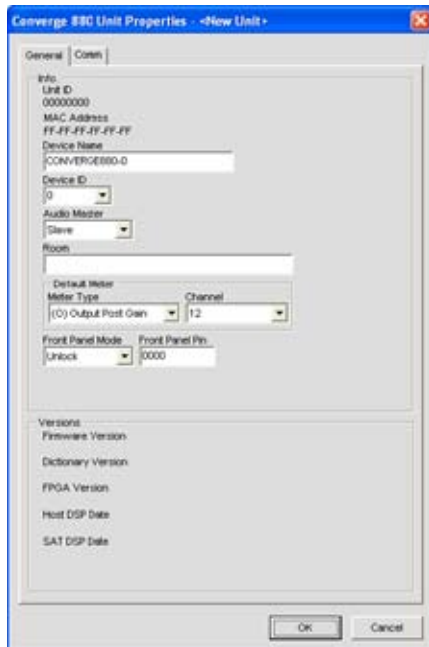 Converge 880 Unit Properties - <New Unit>
General Comm
Info.
Unit ID
00000000
MAC Address
FF-FF-FF-FF-FF-FF
Device Name
CONVERGE880-0
Device ID
0
Audio Master
Slave
Room
Default Meter
Meter Type Channel
(O) Output Post Gain 12
Front Panel Mode Front Panel Pin
Unlock 0000
Versions
Firmware Version
Dictionary Version
FPGA Version
Host DSP Date
SAT DSP Date
OK Cancel